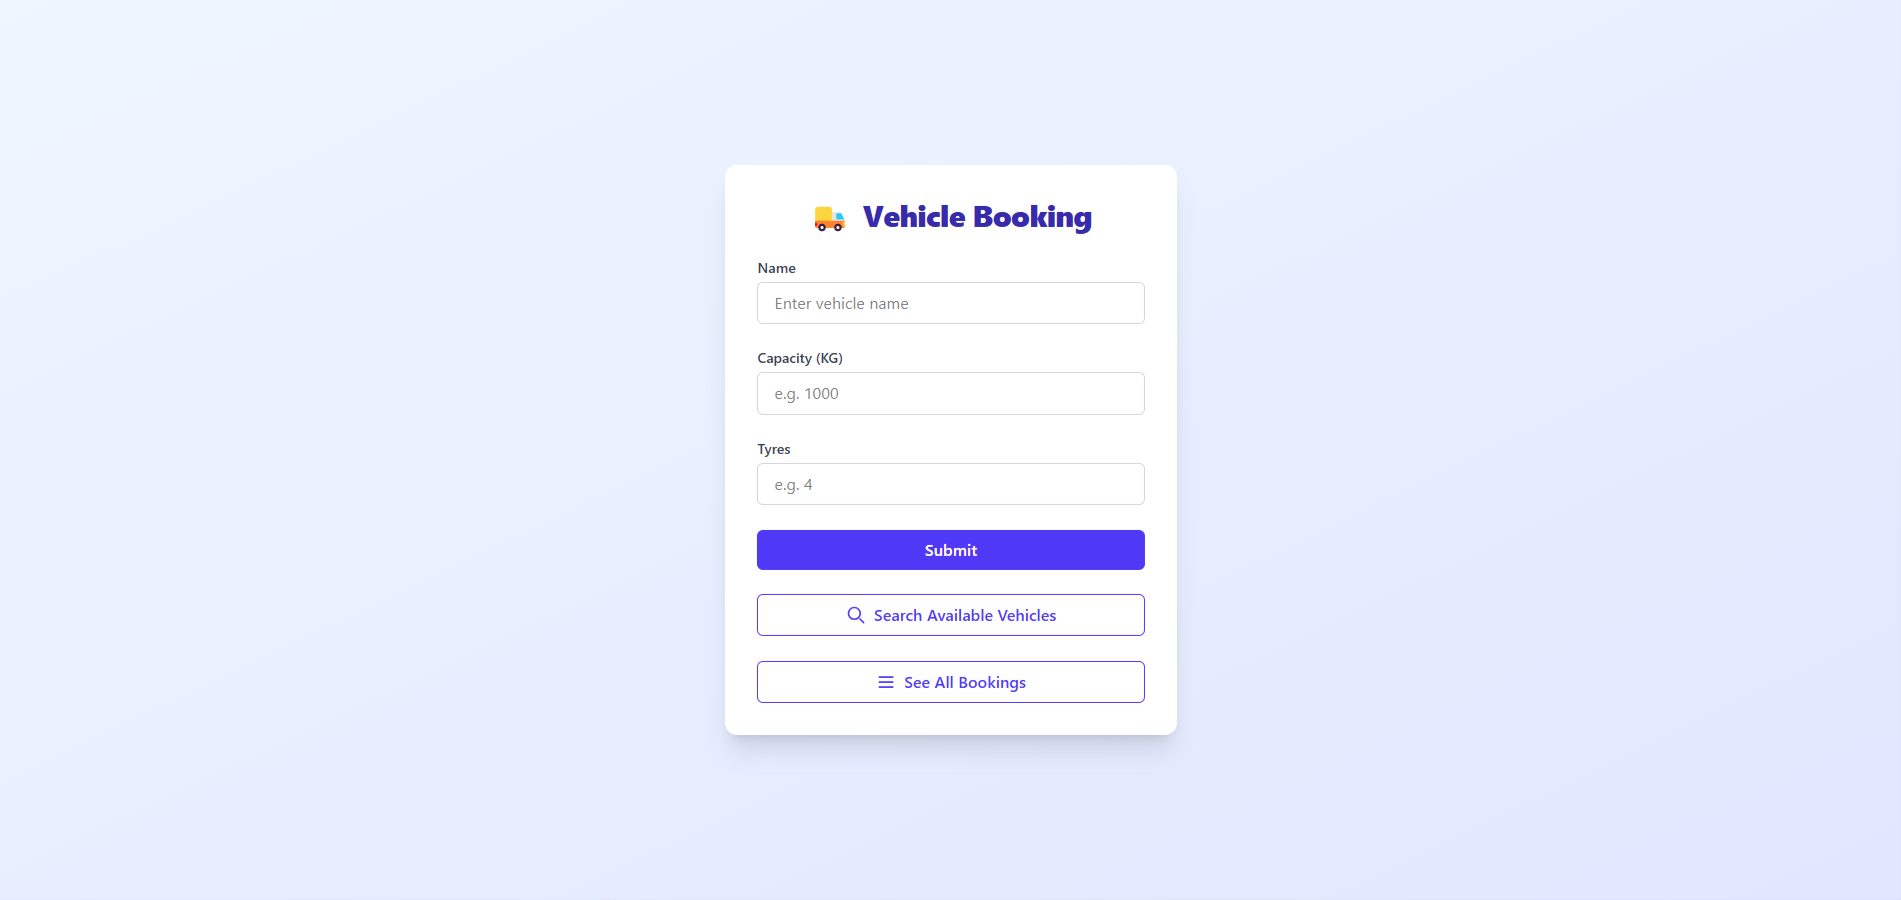 Vehicle Booking
Name
Enter vehicle name
Capacity (KG)
e.g. 1000
Tyres
e.g. 4
Submit
Search Available Vehicles
See All Bookings